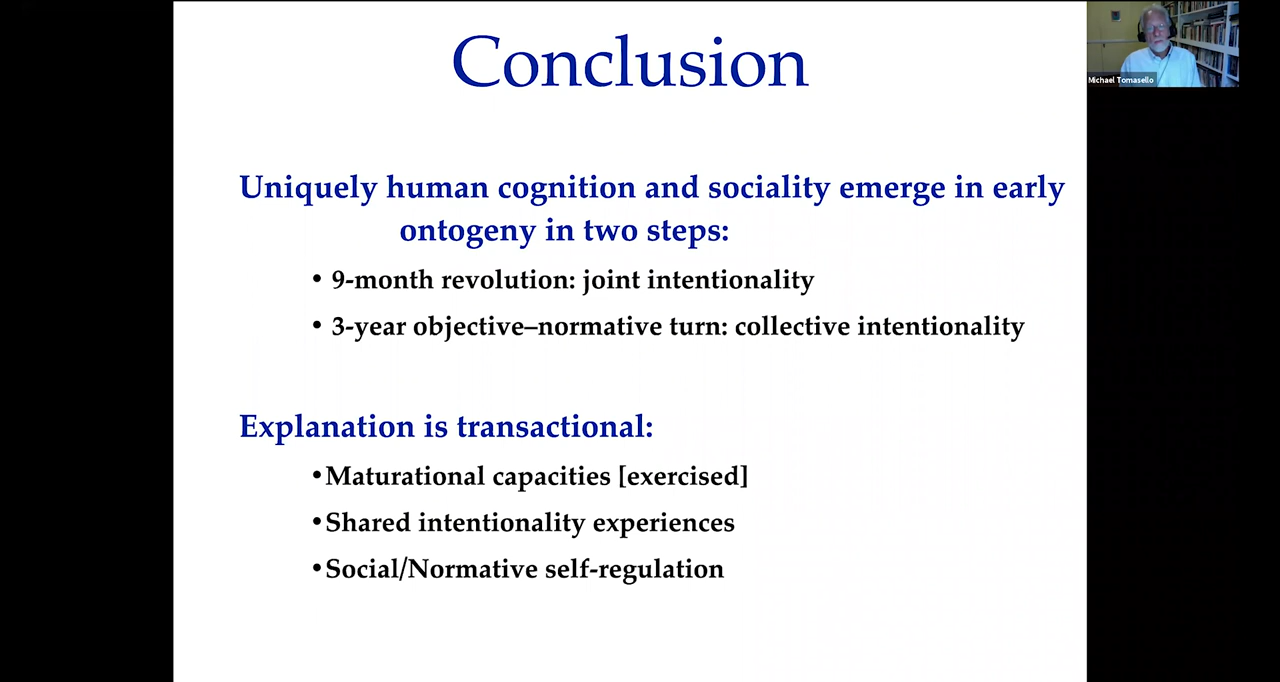 Conclusion
Michael Tomasello
Uniquely human cognition and sociality emerge in early
ontogeny in two steps:
• 9-month revolution: joint intentionality
• 3-year objective–normative turn: collective intentionality
Explanation is transactional:
•Maturational capacities [exercised]
•Shared intentionality experiences
•Social/Normative self-regulation